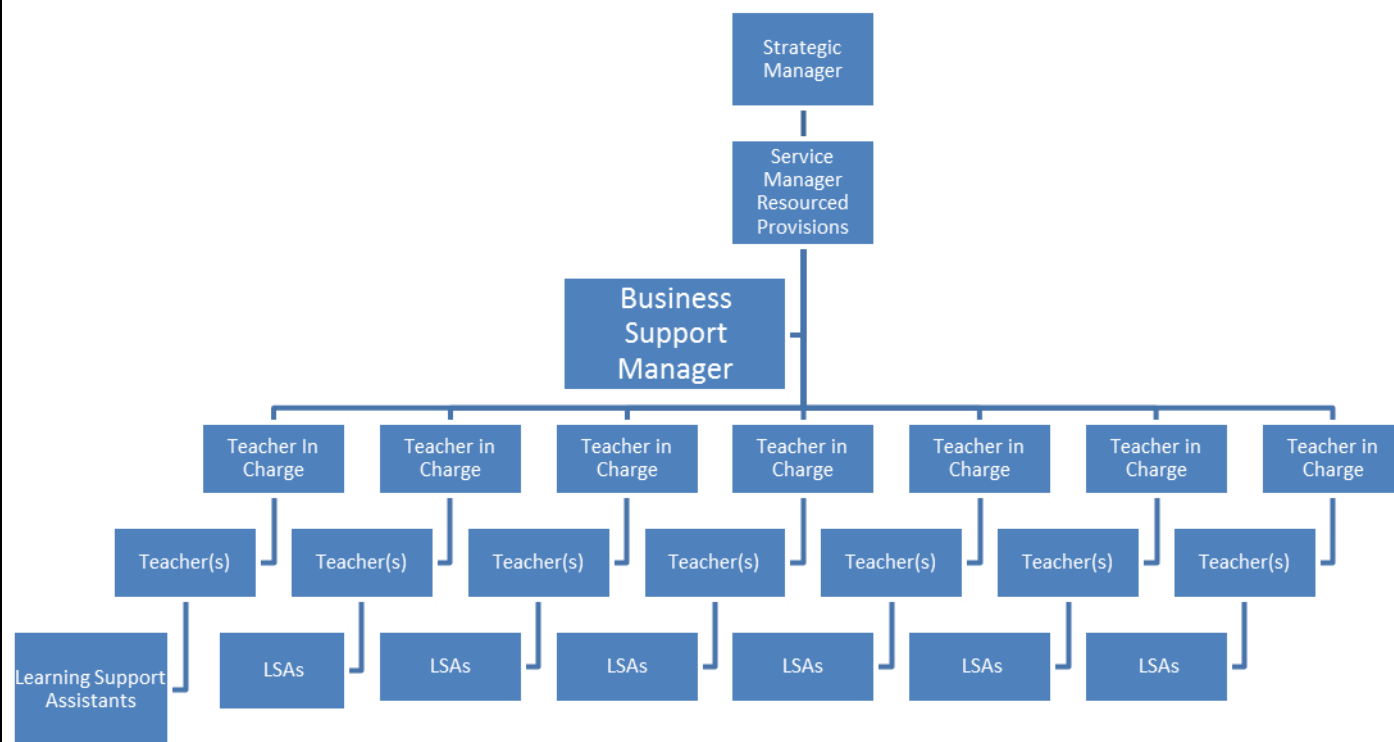 Strategic
Manager
Service
Manager
Resourced
Provisions
Business
Support
Manager
Teacher In
Charge
Teacher in
Charge
Teacher in
Charge
Teacher in
Charge
Teacher in
Charge
Teacher in
Charge
Teacher in
Charge
Teacher(s)
Teacher(s)
Teacher(s)
Teacher(s)
Teacher(s)
Teacher(s)
Teacher(s)
Learning Support
Assistants
LSAs
LSAs
LSAs
LSAs
LSAs
LSAs